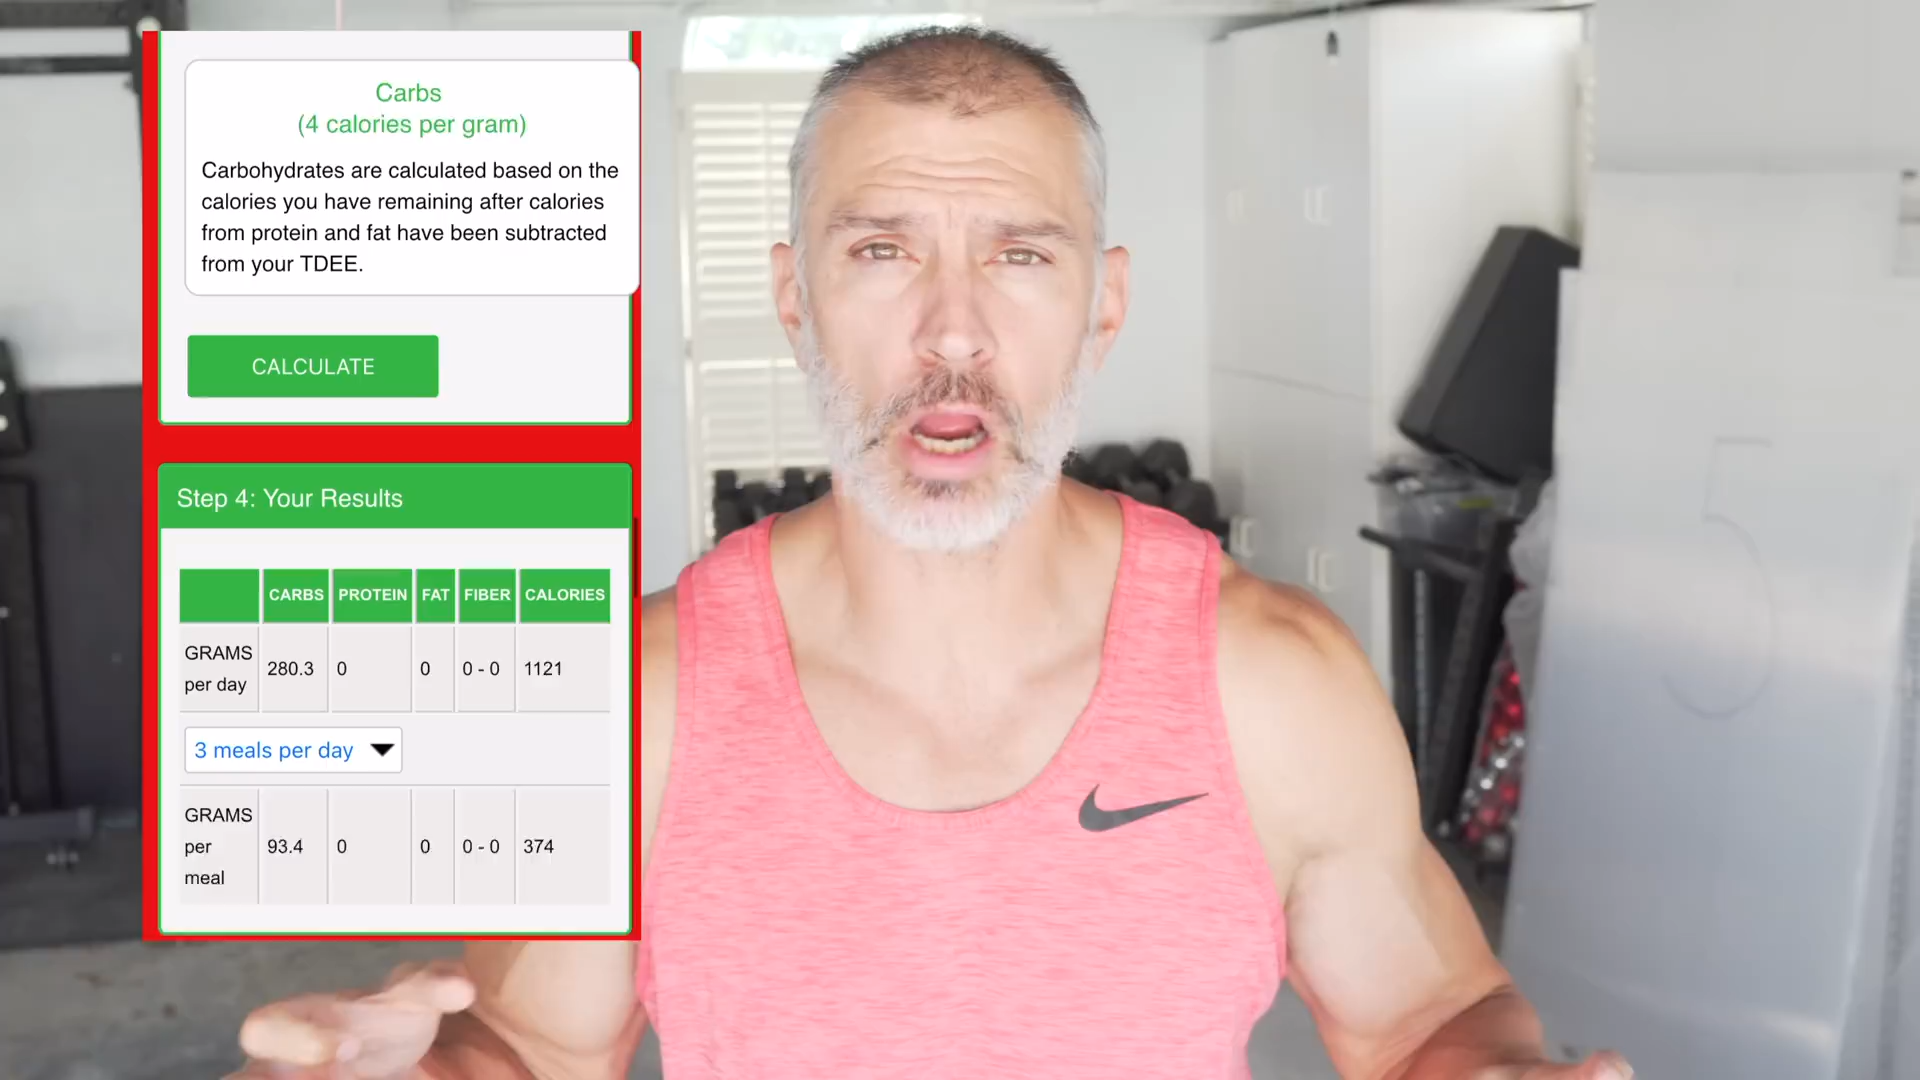 Carbs
(4 calories per gram)
Carbohydrates are calculated based on the
calories you have remaining after calories
from protein and fat have been subtracted
from your TDEE.
CALCULATE
Step 4: Your Results
CARBS PROTEIN FAT FIBER CALORIES
GRAMS
per day
280.3 0 0 0 - 0 1121
3 meals per day
GRAMS
per
meal
93.4 0 0 0 - 0 374